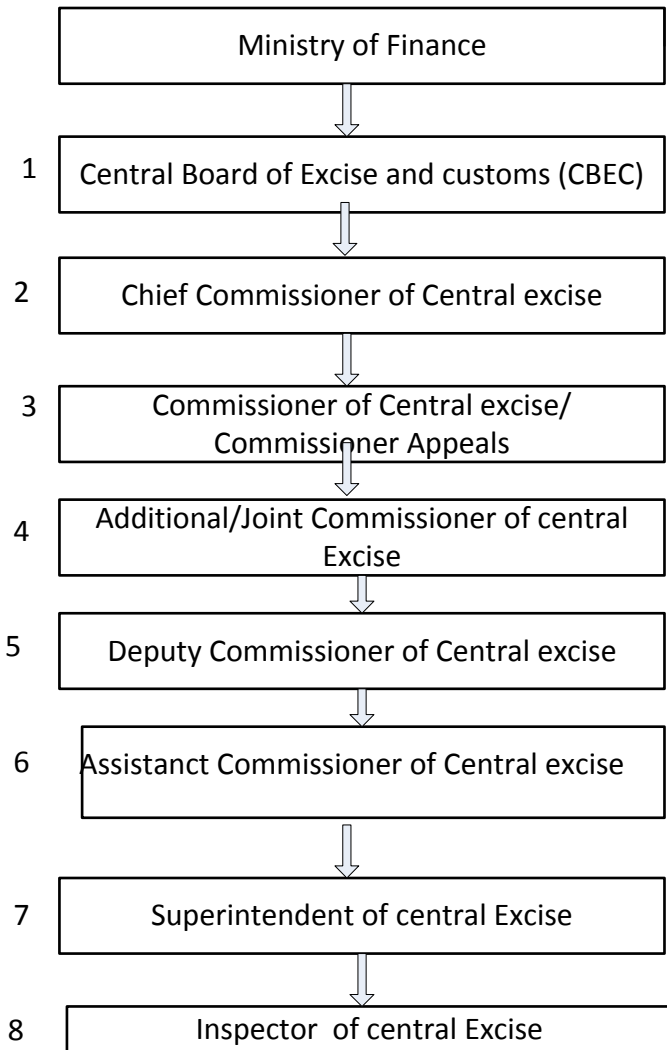 Ministry of Finance
1
Central Board of Excise and customs (CBEC)
2
Chief Commissioner of Central excise
3
Commissioner of Central excise/
Commissioner Appeals
4
Additional/Joint Commissioner of central
Excise
5
Deputy Commissioner of Central excise
6
Assistanct Commissioner of Central excise
7
Superintendent of central Excise
8
Inspector of central Excise